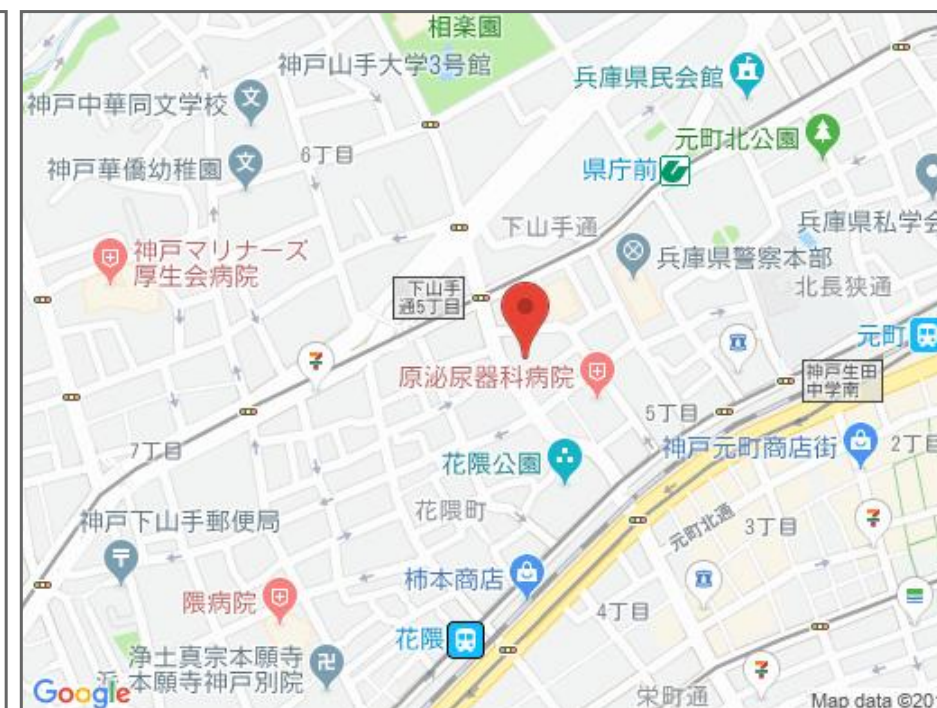 相楽園
神戸山手大学3号館
兵庫県民会館
神戸中華同文学校
元町北公園
6丁目
神戸華僑幼稚園
県庁前
下山手通
兵庫県私学会
神戸マリナーズ
厚生会病院
兵庫県警察本部
北長狭通
下山手
通5丁目
元町
原泌尿器科病院
神戸生田
中学南
5丁目
7丁目
花隈公園
神戸元町商店街
2丁目
花隈町
神戸下山手郵便局
元町北通
3丁目
柿本商店
隈病院
4丁目
花隈
浄土真宗本願寺
本願寺神戸別院
Google
栄町通
Map data ©201